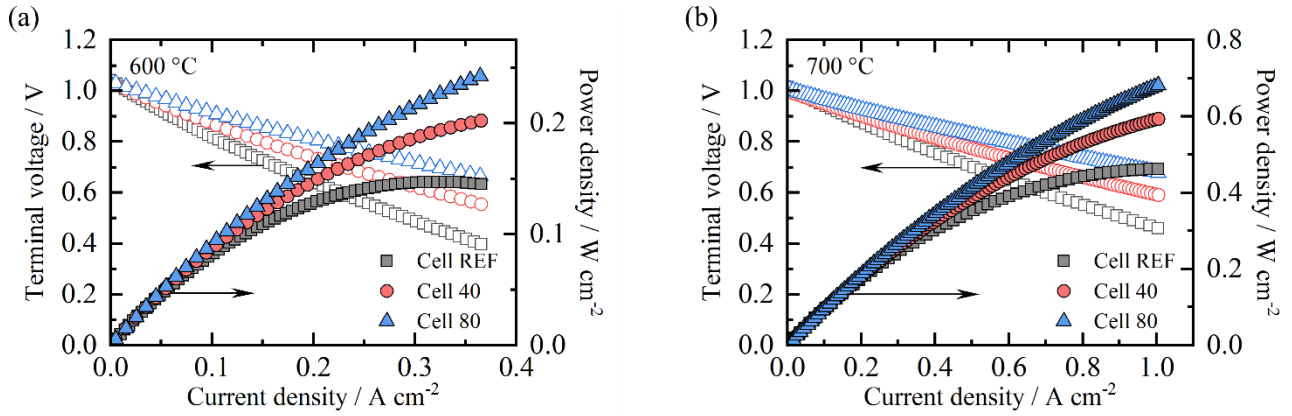 (a)
600 °C
Terminal voltage / V
1.2
1.0
0.8
0.6
0.4
0.2
0.0
Cell REF
Cell 40
Cell 80
0.2
0.1
0.0
Power density / W cm⁻²
0.0 0.1 0.2 0.3 0.4
Current density / A cm⁻²
(b)
700 °C
Terminal voltage / V
1.2
1.0
0.8
0.6
0.4
0.2
0.0
Cell REF
Cell 40
Cell 80
0.8
0.6
0.4
0.2
0.0
Power density / W cm⁻²
0.0 0.2 0.4 0.6 0.8 1.0
Current density / A cm⁻²